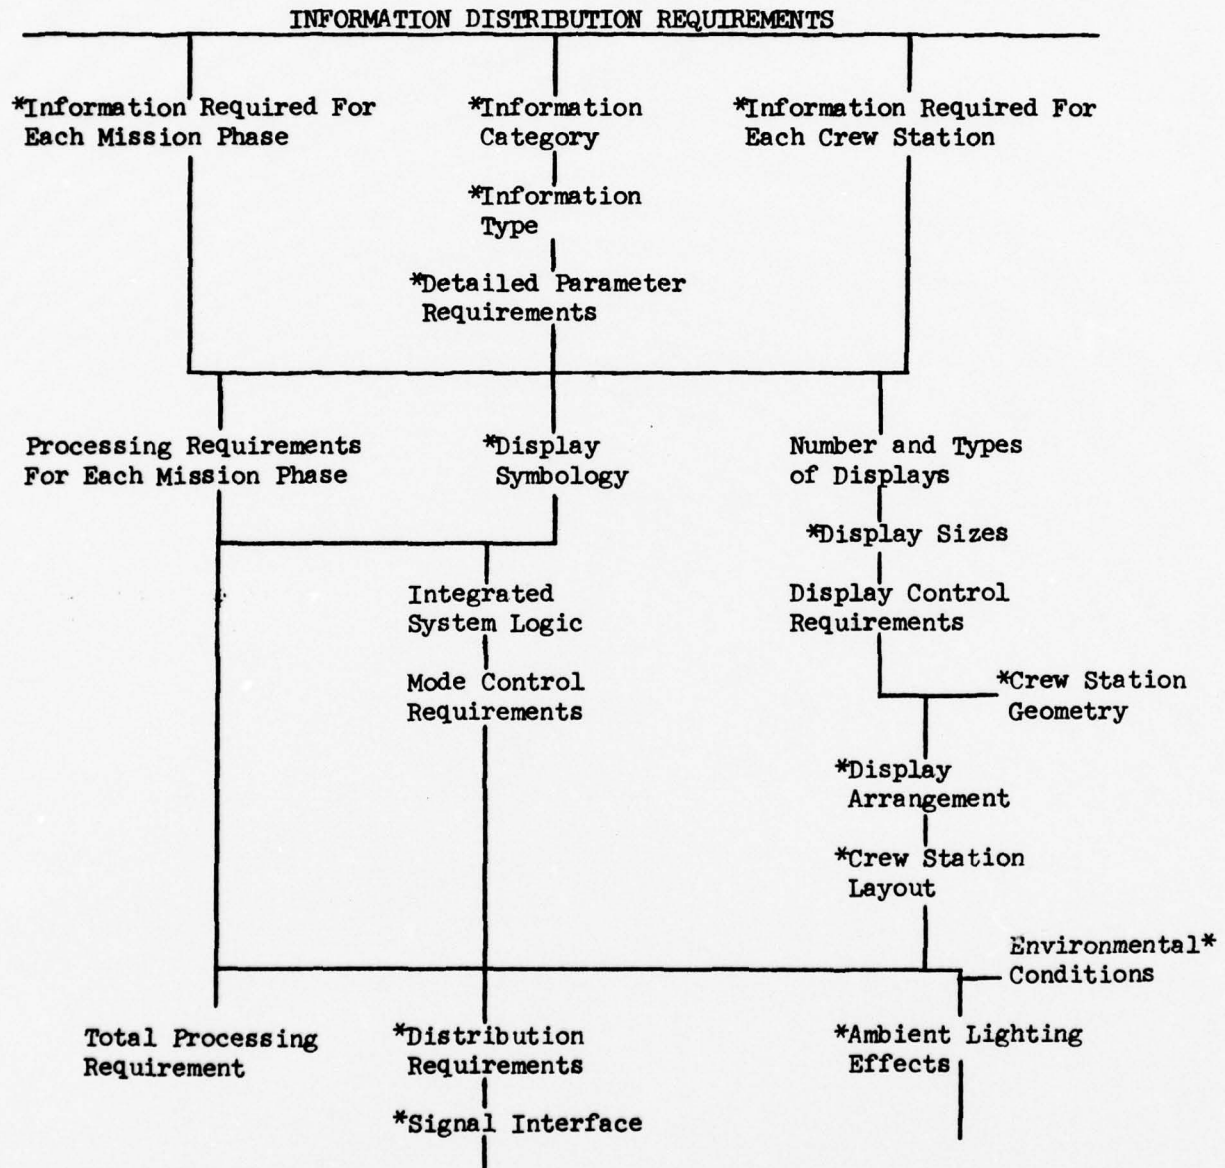 INFORMATION DISTRIBUTION REQUIREMENTS
*Information Required For
Each Mission Phase
*Information
Category
*Information Required For
Each Crew Station
*Information
Type
*Detailed Parameter
Requirements
Processing Requirements
For Each Mission Phase
*Display
Symbology
Number and Types
of Displays
*Display Sizes
Integrated
System Logic
Display Control
Requirements
Mode Control
Requirements
*Crew Station
Geometry
*Display
Arrangement
*Crew Station
Layout
Environmental*
Conditions
Total Processing
Requirement
*Distribution
Requirements
*Ambient Lighting
Effects
*Signal Interface